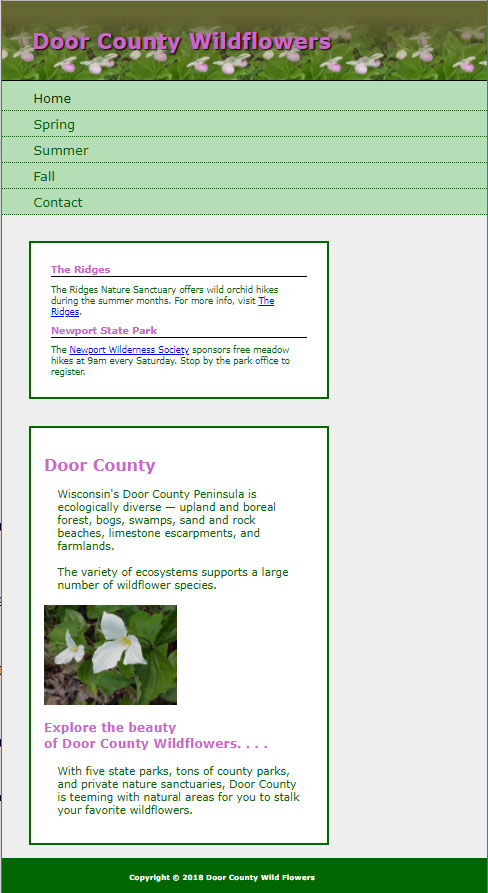 Door County Wildflowers
Home
Spring
Summer
Fall
Contact
The Ridges
The Ridges Nature Sanctuary offers wild orchid hikes
during the summer months. For more info, visit The
Ridges.
Newport State Park
The Newport Wilderness Society sponsors free meadow
hikes at 9am every Saturday. Stop by the park office to
register.
Door County
Wisconsin's Door County Peninsula is
ecologically diverse — upland and boreal
forest, bogs, swamps, sand and rock
beaches, limestone escarpments, and
farmlands.
The variety of ecosystems supports a large
number of wildflower species.
Explore the beauty
of Door County Wildflowers. . . .
With five state parks, tons of county parks,
and private nature sanctuaries, Door County
is teeming with natural areas for you to stalk
your favorite wildflowers.
Copyright © 2018 Door County Wild Flowers